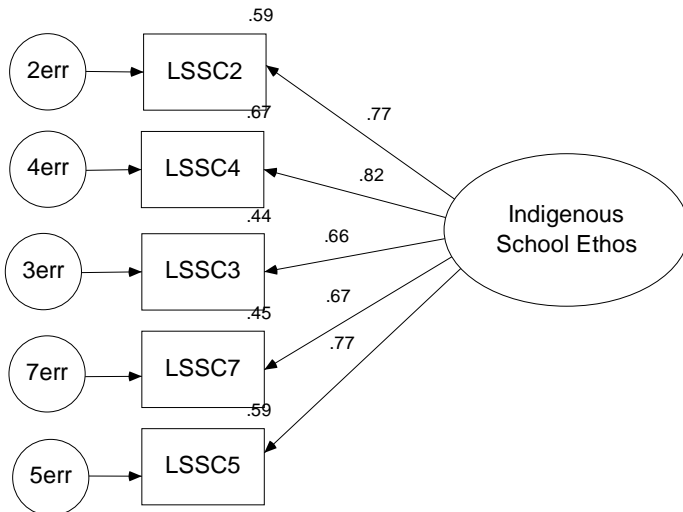 .59
2err
LSSC2
.77
.67
4err
LSSC4
.82
.44
3err
LSSC3
.66
Indigenous
School Ethos
.45
7err
LSSC7
.67
.77
.59
5err
LSSC5